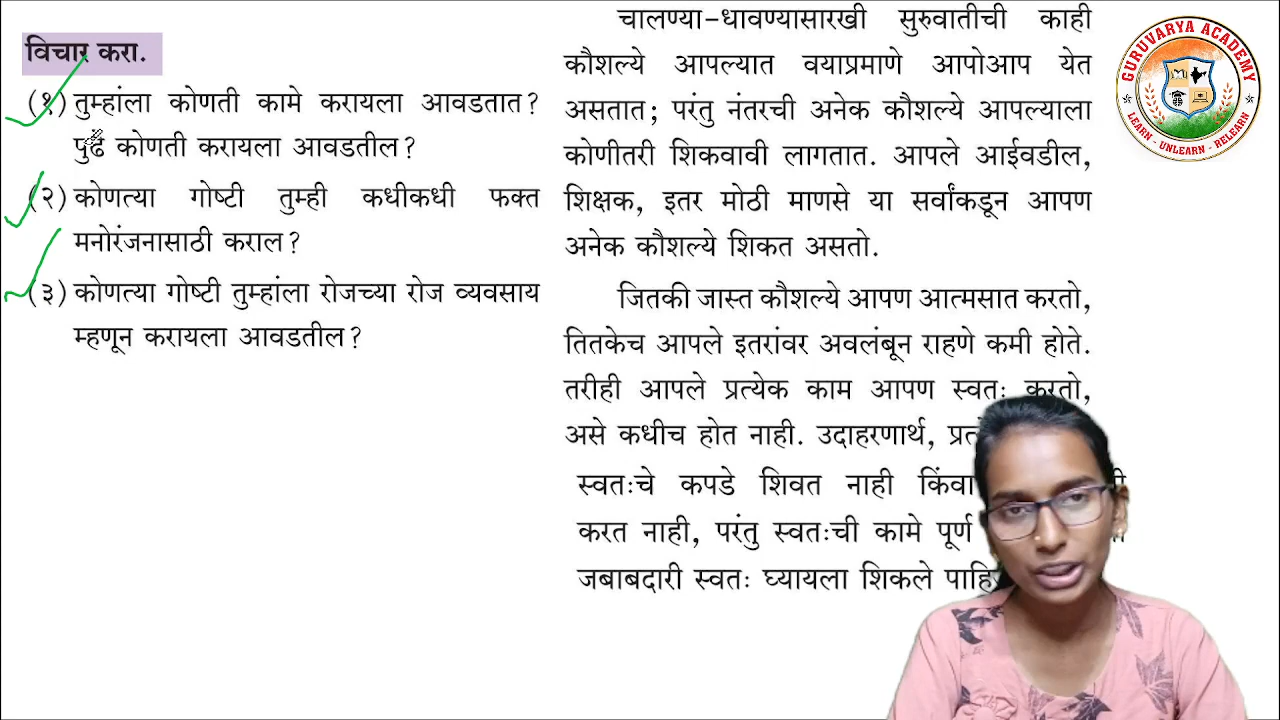 विचार करा.
(१) तुम्हांला कोणती कामे करायला आवडतात?
पुढे कोणती करायला आवडतील?
(२) कोणत्या गोष्टी तुम्ही कधीकधी फक्त
मनोरंजनासाठी कराल?
(३) कोणत्या गोष्टी तुम्हांला रोजच्या रोज व्यवसाय
म्हणून करायला आवडतील?
चालण्या-धावण्यासारखी सुरुवातीची काही
कौशल्ये आपल्यात वयाप्रमाणे आपोआप येत
असतात; परंतु नंतरची अनेक कौशल्ये आपल्याला
कोणीतरी शिकवावी लागतात. आपले आईवडील,
शिक्षक, इतर मोठी माणसे या सर्वांकडून आपण
अनेक कौशल्ये शिकत असतो.
जितकी जास्त कौशल्ये आपण आत्मसात करतो,
तितकेच आपले इतरांवर अवलंबून राहणे कमी होते.
तरीही आपले प्रत्येक काम आपण स्वतः करतो,
असे कधीच होत नाही. उदाहरणार्थ,
स्वतःचे कपडे शिवत नाही किंवा
करत नाही, परंतु स्वतःची कामे पूर्ण
जबाबदारी स्वतः घ्यायला शिकले
GURUVARYA ACADEMY
LEARN - UNLEARN - RELEARN